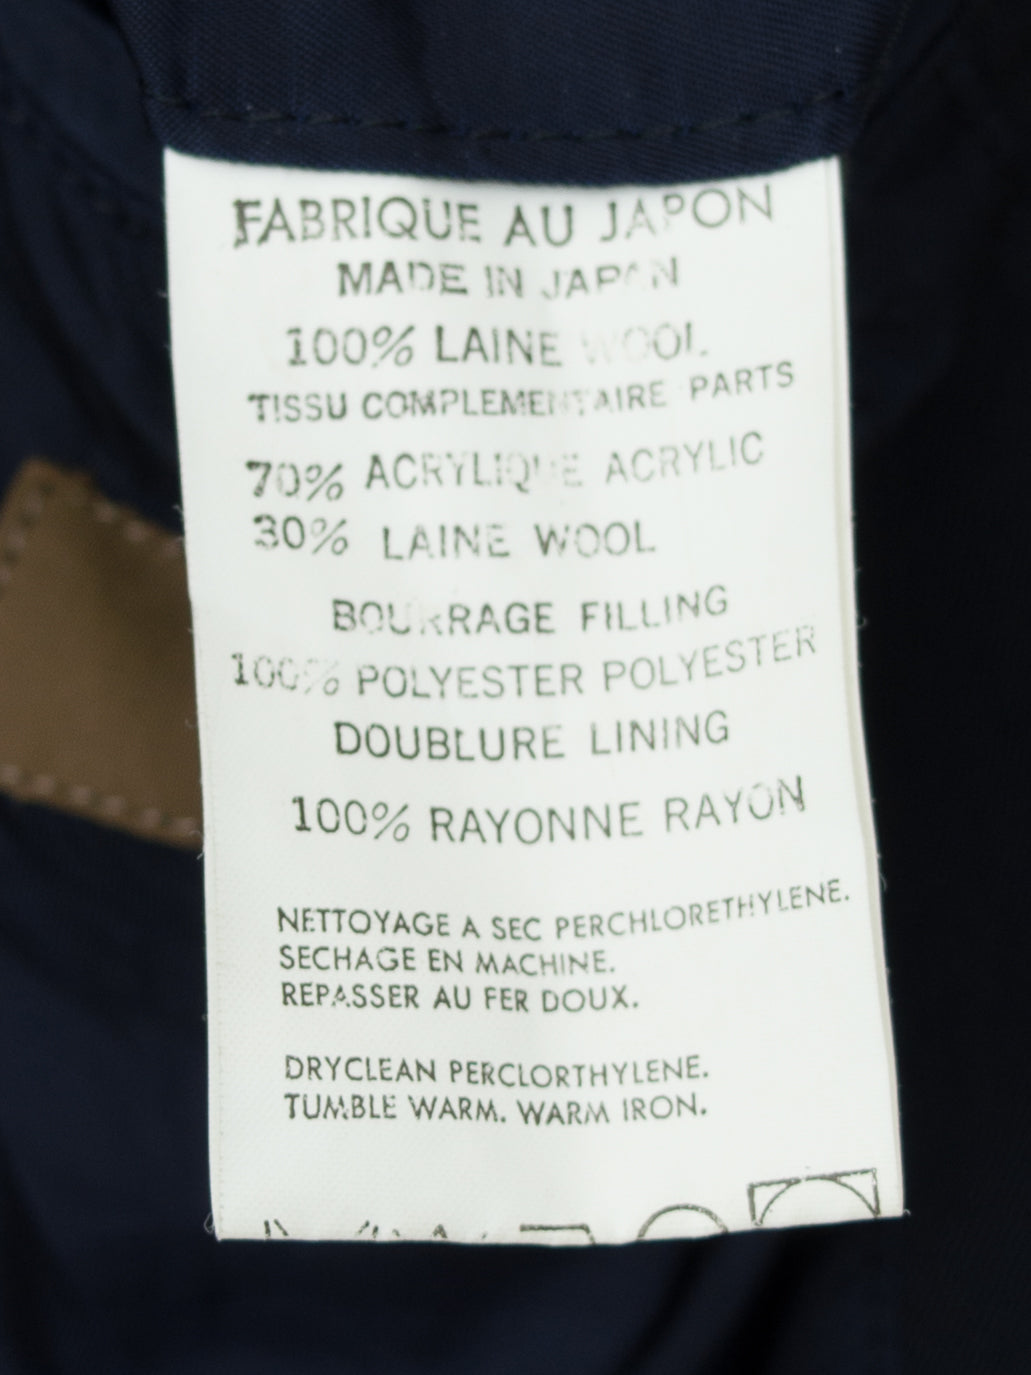 FABRIQUE AU JAPON
MADE IN JAPAN
100% LAINE WOOL
TISSU COMPLEMENTAIRE PARTS
70% ACRYLIQUE ACRYLIC
30% LAINE WOOL
BOURRAGE FILLING
100% POLYESTER POLYESTER
DOUBLURE LINING
100% RAYONNE RAYON
NETTOYAGE A SEC PERCHLORETHYLENE.
SECHAGE EN MACHINE.
REPASSER AU FER DOUX.
DRYCLEAN PERCLORTHYLENE.
TUMBLE WARM. WARM IRON.